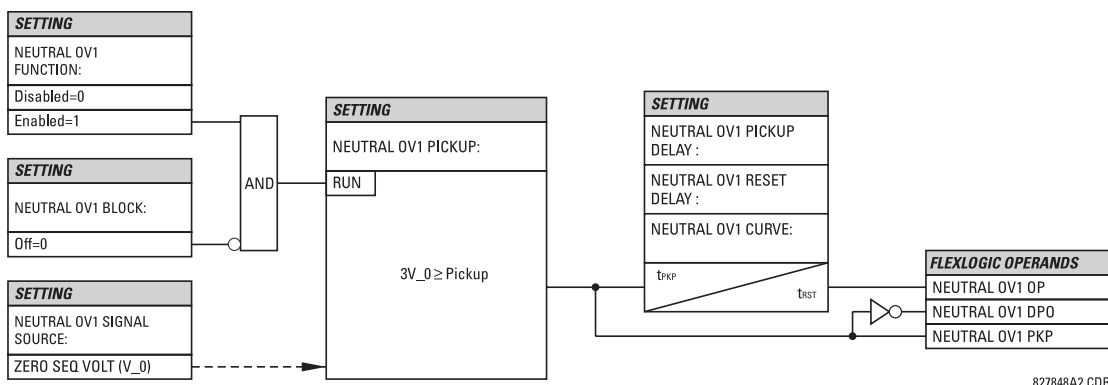 SETTING
NEUTRAL OV1
FUNCTION:
Disabled=0
Enabled=1
SETTING
NEUTRAL OV1 BLOCK:
Off=0
SETTING
NEUTRAL OV1 SIGNAL
SOURCE:
ZERO SEQ VOLT (V_0)
AND
SETTING
NEUTRAL OV1 PICKUP:
RUN
3V_0 ≥ Pickup
SETTING
NEUTRAL OV1 PICKUP
DELAY :
NEUTRAL OV1 RESET
DELAY :
NEUTRAL OV1 CURVE:
tPKP
tRST
FLEXLOGIC OPERANDS
NEUTRAL OV1 OP
NEUTRAL OV1 DPO
NEUTRAL OV1 PKP
827848A2.CDR